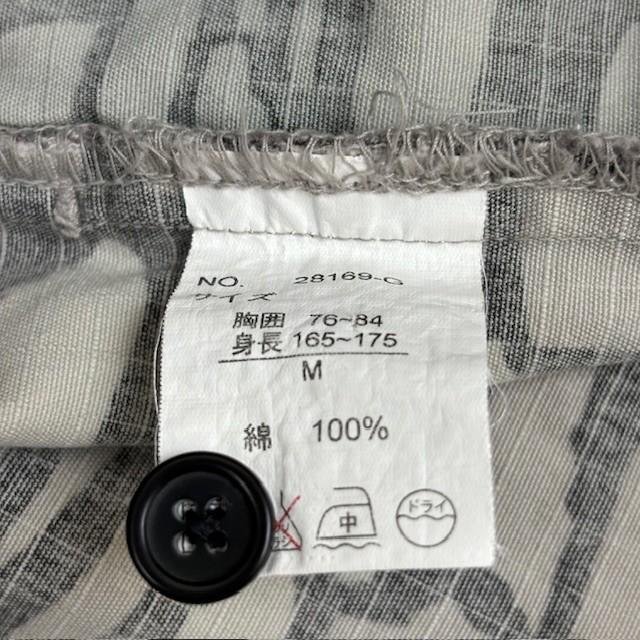 NO. 28169-G
サイズ
胸囲 76~84
身長 165~175
M
綿 100%
中 ドライ